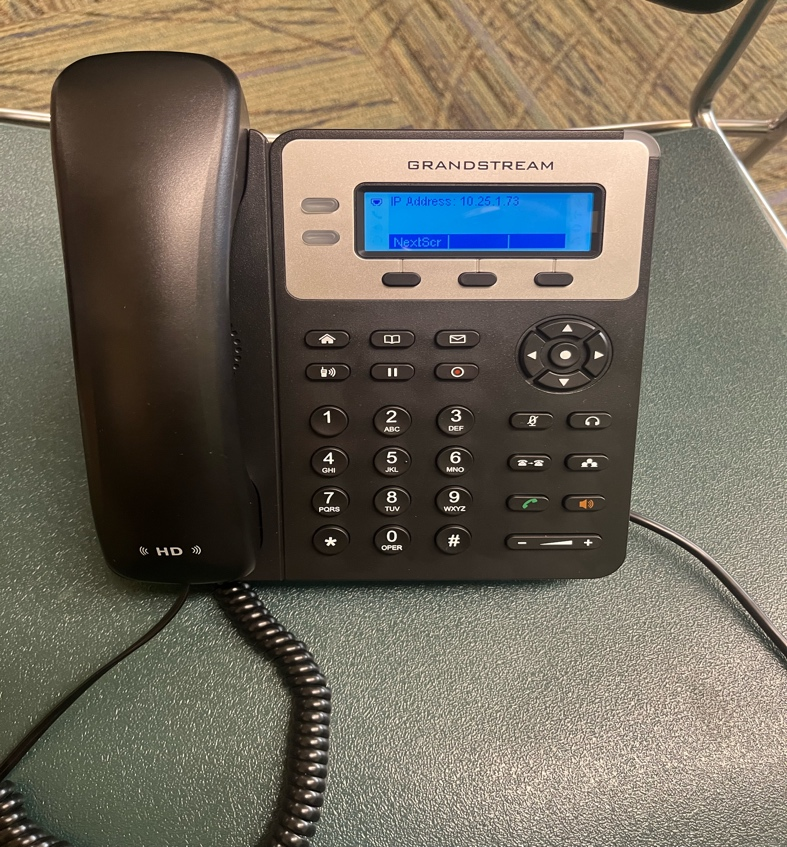 GRANDSTREAM
IP Address: 10.25.1.73
NextScr
1 2 ABC 3 DEF
4 GHI 5 JKL 6 MNO
7 PQRS 8 TUV 9 WXYZ
* 0 OPER #
- +
HD